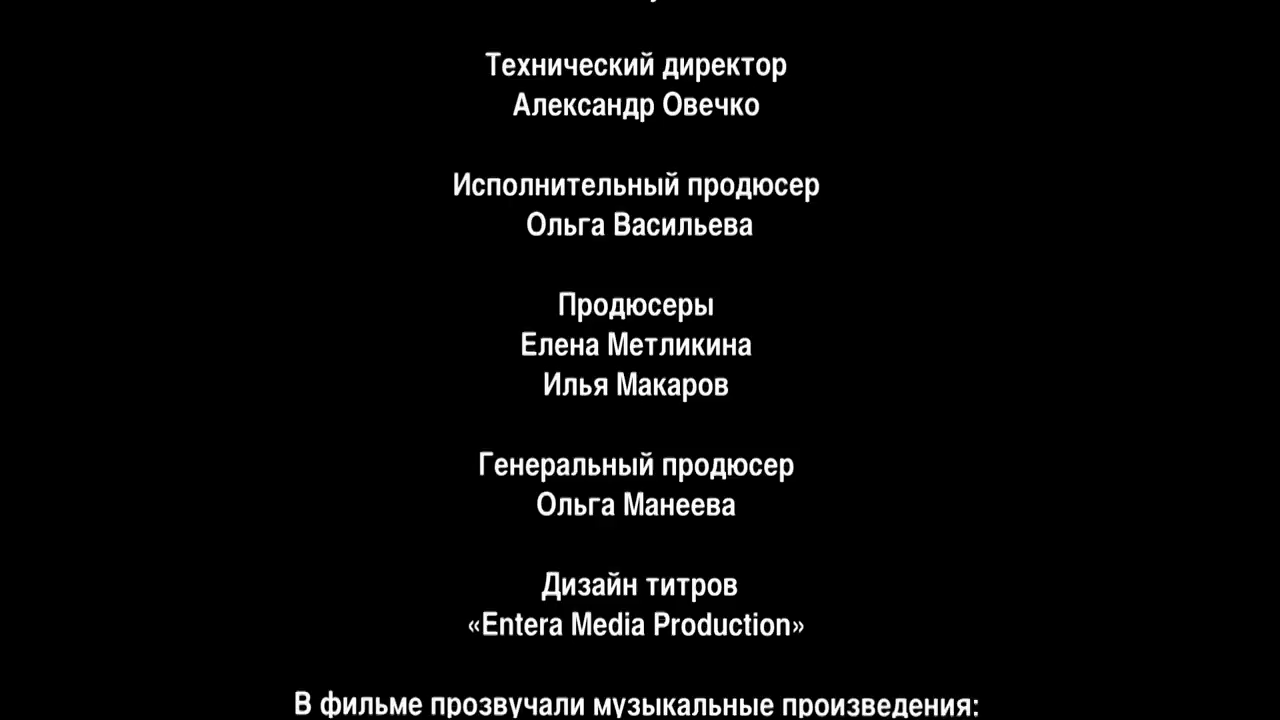 Технический директор
Александр Овечко
Исполнительный продюсер
Ольга Васильева
Продюсеры
Елена Метликина
Илья Макаров
Генеральный продюсер
Ольга Манеева
Дизайн титров
«Entera Media Production»
В фильме прозвучали музыкальные произведения: